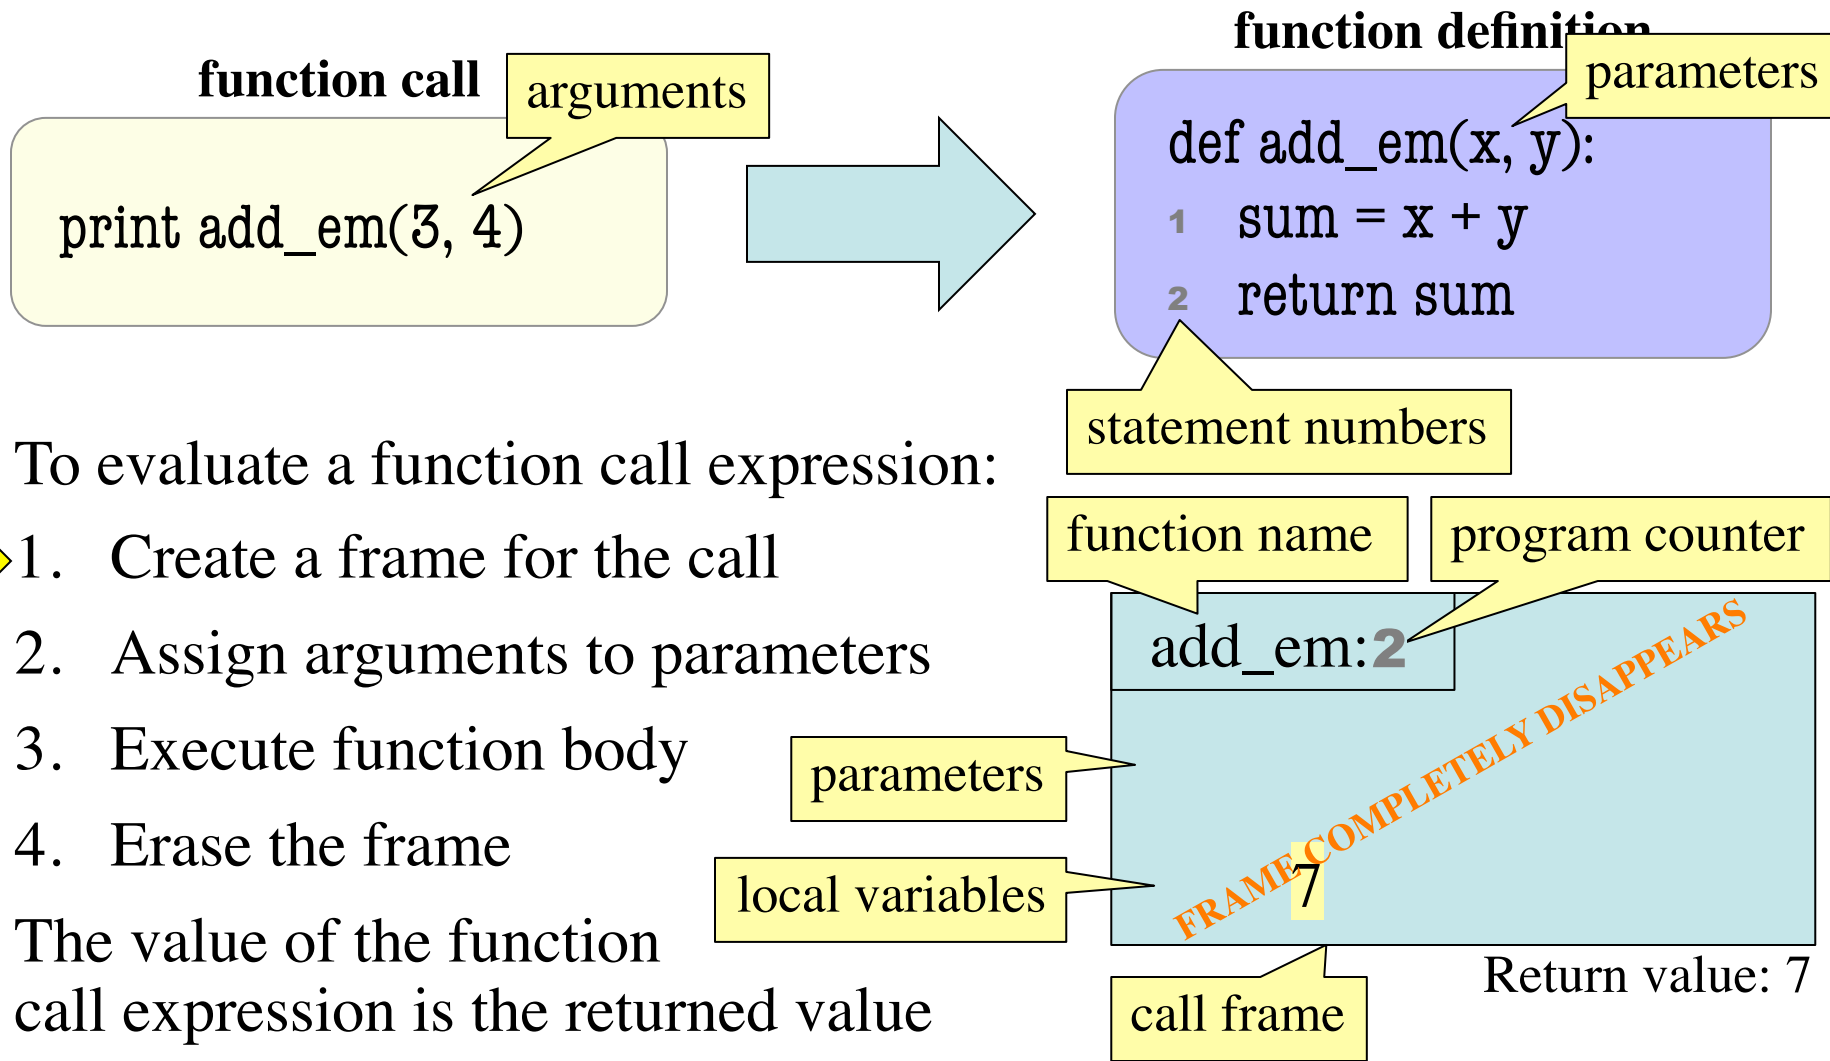 function call
arguments
print add_em(3, 4)
function definition
parameters
def add_em(x, y):
1 sum = x + y
2 return sum
statement numbers
To evaluate a function call expression:
1. Create a frame for the call
2. Assign arguments to parameters
3. Execute function body
4. Erase the frame
The value of the function
call expression is the returned value
function name
program counter
add_em:2
parameters
local variables
FRAME COMPLETELY DISAPPEARS
7
call frame
Return value: 7